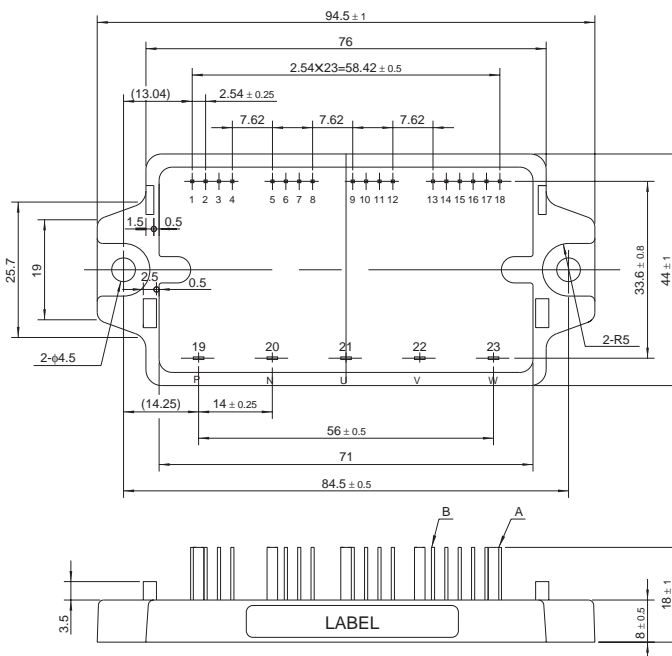 94.5 ± 1
76
2.54×23=58.42 ± 0.5
(13.04) 2.54 ± 0.25
7.62 7.62 7.62
1 2 3 4 5 6 7 8 9 10 11 12 13 14 15 16 17 18
1.5 0.5
25.7
19
2.5 0.5
33.6 ± 0.8
44 ± 1
2-R5
2-ϕ4.5
19 20 21 22 23
P N U V W
(14.25) 14 ± 0.25
56 ± 0.5
71
84.5 ± 0.5
B A
3.5
LABEL
8 ± 0.5
18 ± 1